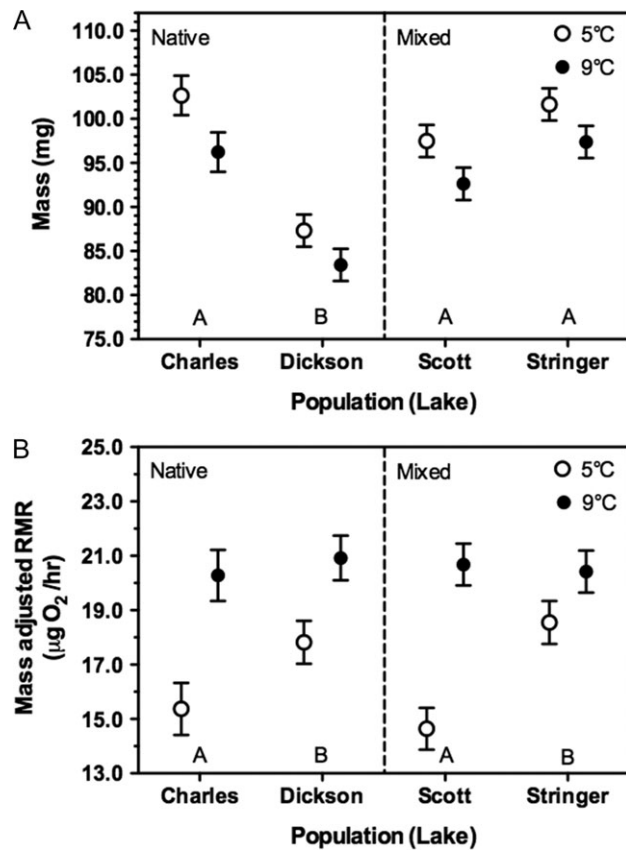 A
Native
Mixed
5°C
9°C
110.0
105.0
100.0
95.0
90.0
85.0
80.0
75.0
Mass (mg)
A
B
A
A
Charles
Dickson
Scott
Stringer
Population (Lake)
B
Native
Mixed
5°C
9°C
25.0
23.0
21.0
19.0
17.0
15.0
13.0
Mass adjusted RMR
(µg O₂ /hr)
A
B
A
B
Charles
Dickson
Scott
Stringer
Population (Lake)